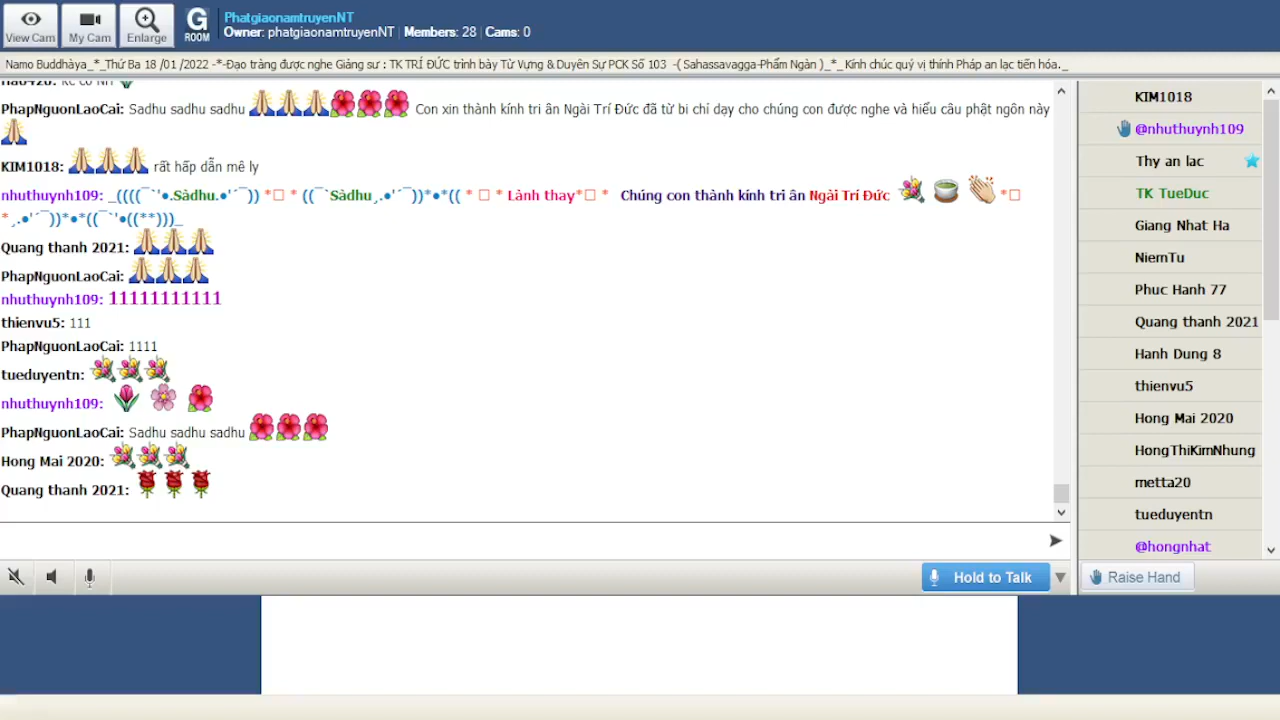 View Cam
My Cam
Enlarge
G
ROOM
PhatgiaonamtruyenNT
Owner: phatgiaonamtruyenNT | Members: 28 | Cams: 0
Namo Buddhàya_*_Thứ Ba 18 /01 /2022 -*-Đạo tràng được nghe Giảng sư : TK TRÍ ĐỨC trình bày Từ Vựng & Duyên Sự PCK Số 103 -( Sahassavagga-Phẩm Ngàn )_*_Kính chúc quý vị thính Pháp an lạc tiến hóa._
PhapNguonLaoCai: Sadhu sadhu sadhu Con xin thành kính tri ân Ngài Trí Đức đã từ bi chỉ dạy cho chúng con được nghe và hiểu câu phật ngôn này
KIM1018: rất hấp dẫn mê ly
nhuthuynh109: _((((¯`'●.Sàdhu.●'´¯)) *□ * ((¯`Sàdhu¸.●'´¯))*●*(( * □ * Lành thay*□ * Chúng con thành kính tri ân Ngài Trí Đức *□
*¸.●'´¯))*●*((¯`'●((**)))_
Quang thanh 2021:
PhapNguonLaoCai:
nhuthuynh109: 11111111111
thienvu5: 111
PhapNguonLaoCai: 1111
tueduyentn:
nhuthuynh109:
PhapNguonLaoCai: Sadhu sadhu sadhu
Hong Mai 2020:
Quang thanh 2021:
Hold to Talk
KIM1018
@nhuthuynh109
Thy an lac
TK TueDuc
Giang Nhat Ha
NiemTu
Phuc Hanh 77
Quang thanh 2021
Hanh Dung 8
thienvu5
Hong Mai 2020
HongThiKimNhung
metta20
tueduyentn
@hongnhat
Raise Hand